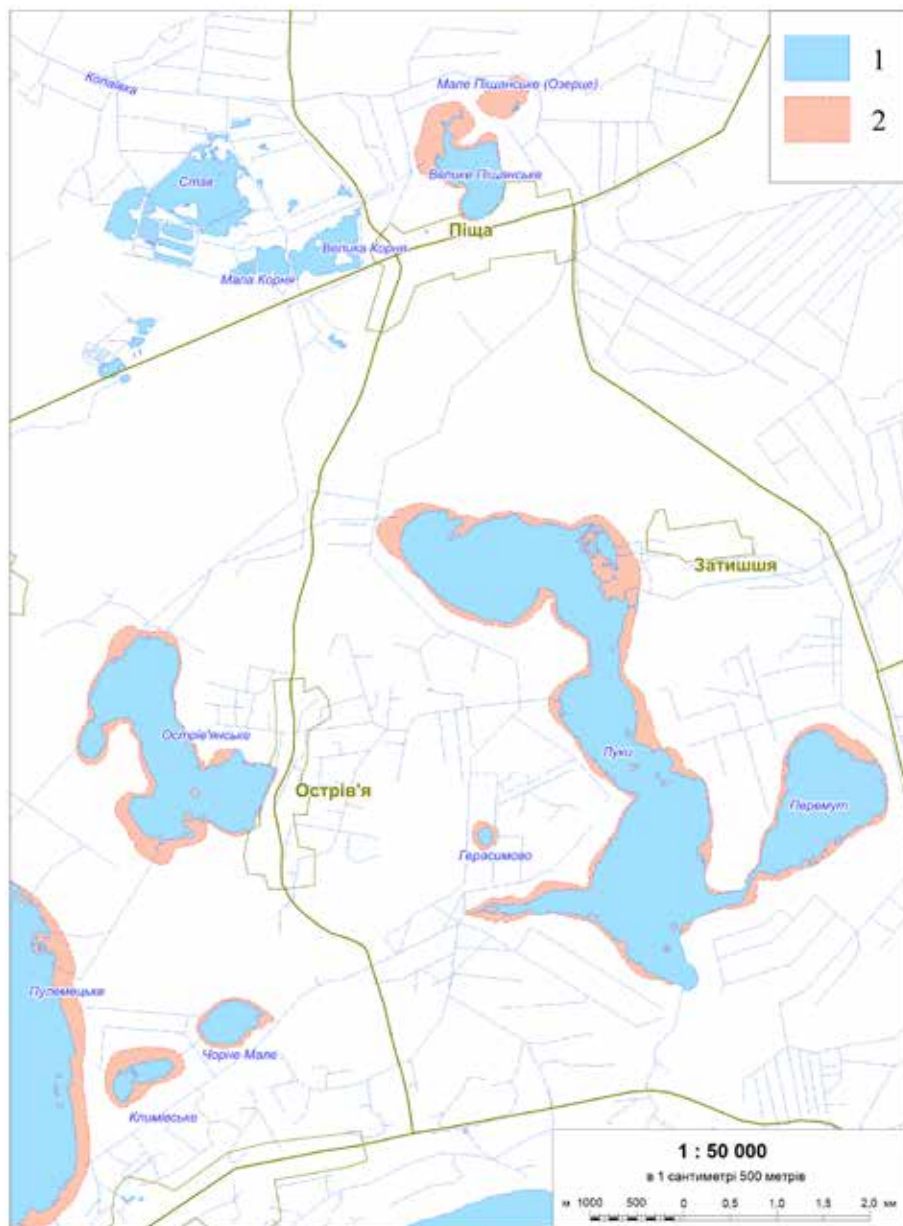 1
2
Копаївка
Мале Піщанське (Озерце)
Став
Велике Піщанське
Піща
Велика Корня
Мала Корня
Затишшя
Острів'янське
Луки
Острів'я
Перемут
Герасимово
Пулемецьке
Чорне Мале
Климівське
1 : 50 000
в 1 сантиметрі 500 метрів
м 1000 500 0 0,5 1,0 1,5 2,0 км